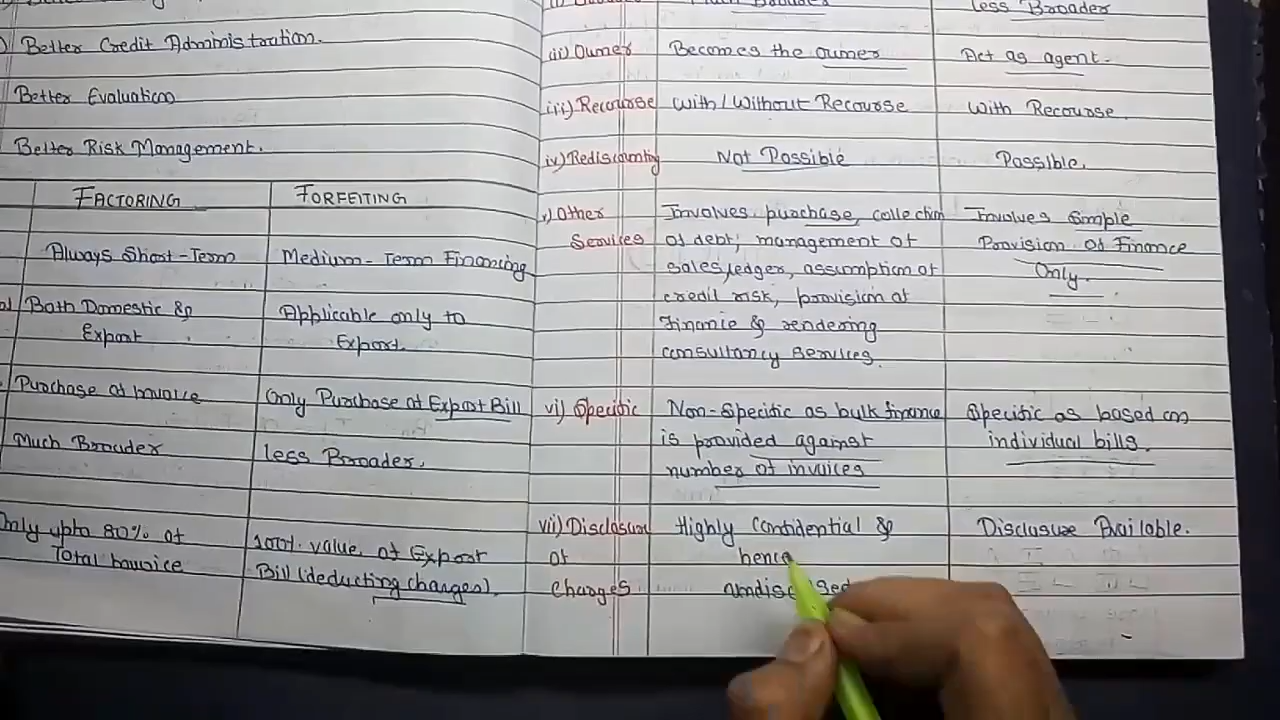 Better Credit Administration.
Better Evaluation
Better Risk Management.
FACTORING FORFEITING
Always Short-Term Medium-Term Financing
Both Domestic & Applicable only to
Export Export.
Purchase of Invoice Only Purchase of Export Bill
Much Broader less Broader.
Only upto 80% of 100% value of Export
Total Invoice Bill (deducting charges).
less Broader
ii) Owner Becomes the owner Act as agent.
iii) Recourse With/Without Recourse With Recourse.
iv) Rediscounting Not Possible Possible.
v) Other Involves purchase, collection Involves Simple
Services of debt, management of Provision of Finance
sales ledger, assumption of Only.
credit risk, provision of
finance & rendering
consultancy services.
vi) Specific Non-Specific as bulk finance Specific as based on
is provided against individual bills.
number of invoices
vii) Disclosure Highly Confidential & Disclosure Available.
of hence
Charges